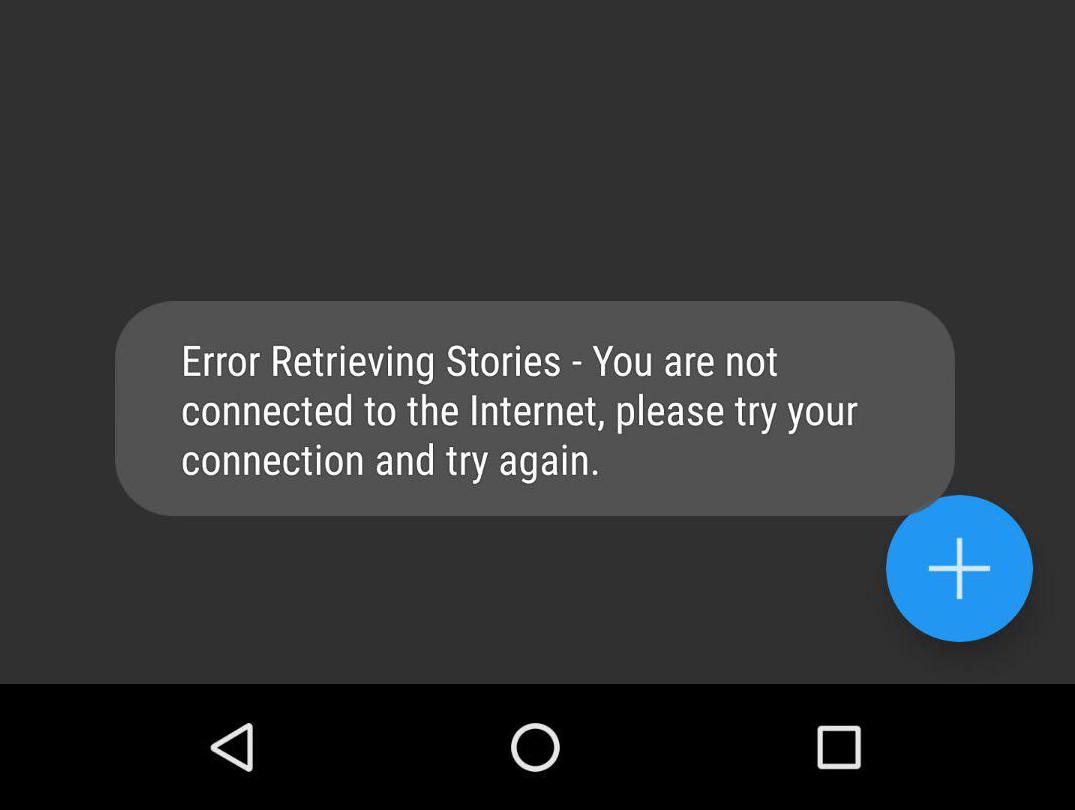 Error Retrieving Stories - You are not
connected to the Internet, please try your
connection and try again.